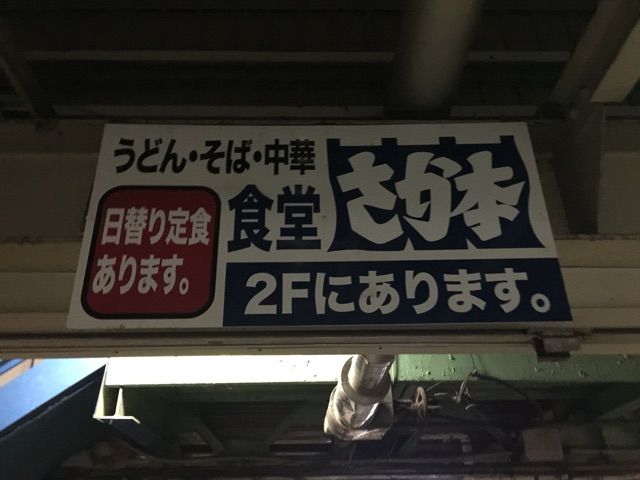 うどん・そば・中華
食堂
さか本
日替り定食
あります。
2Fにあります。